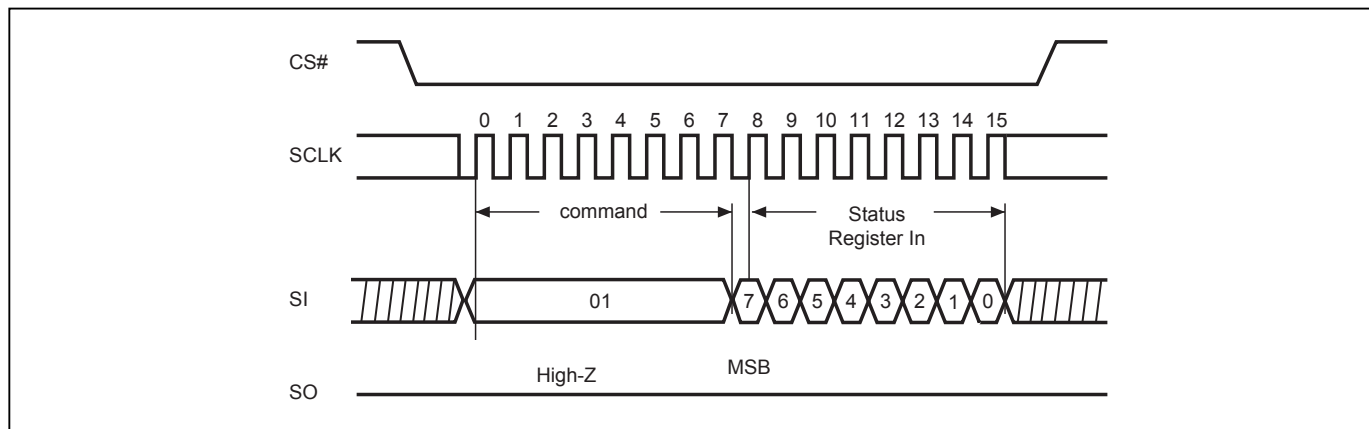 CS#
0 1 2 3 4 5 6 7 8 9 10 11 12 13 14 15
SCLK
command
Status
Register In
SI
01
7 6 5 4 3 2 1 0
High-Z
MSB
SO